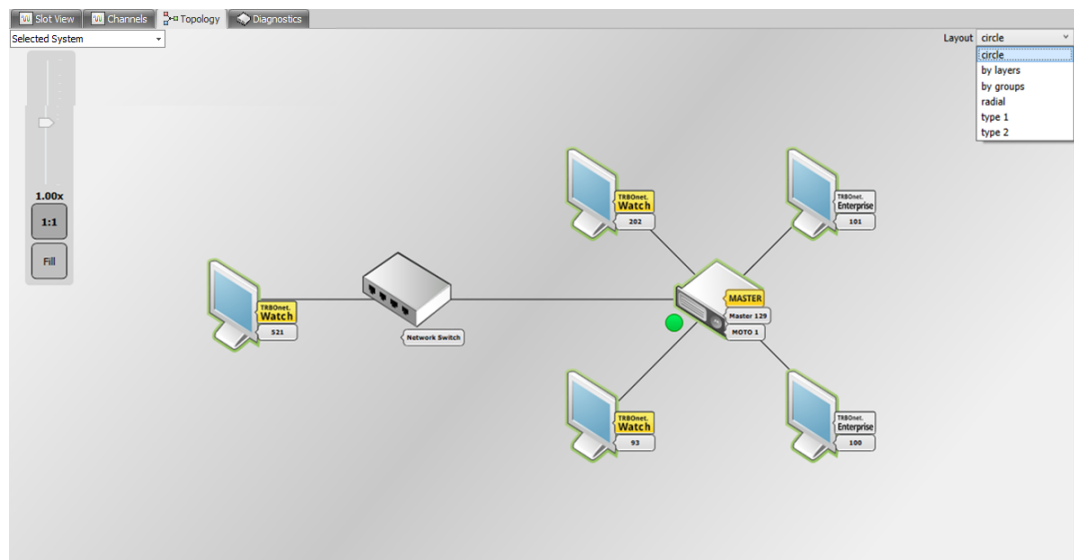 Slot View
Channels
Topology
Diagnostics
Selected System
Layout circle
circle
by layers
by groups
radial
type 1
type 2
1.00x
1:1
Fill
TRBOnet.
Watch
202
TRBOnet.
Enterprise
101
TRBOnet.
Watch
521
Network Switch
MASTER
Master 129
MOTO 1
TRBOnet.
Watch
93
TRBOnet.
Enterprise
100